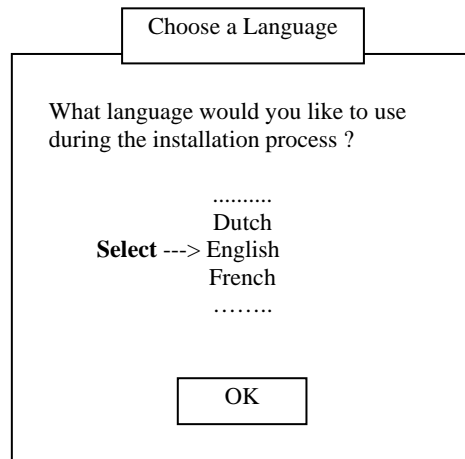 Choose a Language
What language would you like to use
during the installation process ?
..........
Dutch
Select ---> English
French
……..
OK